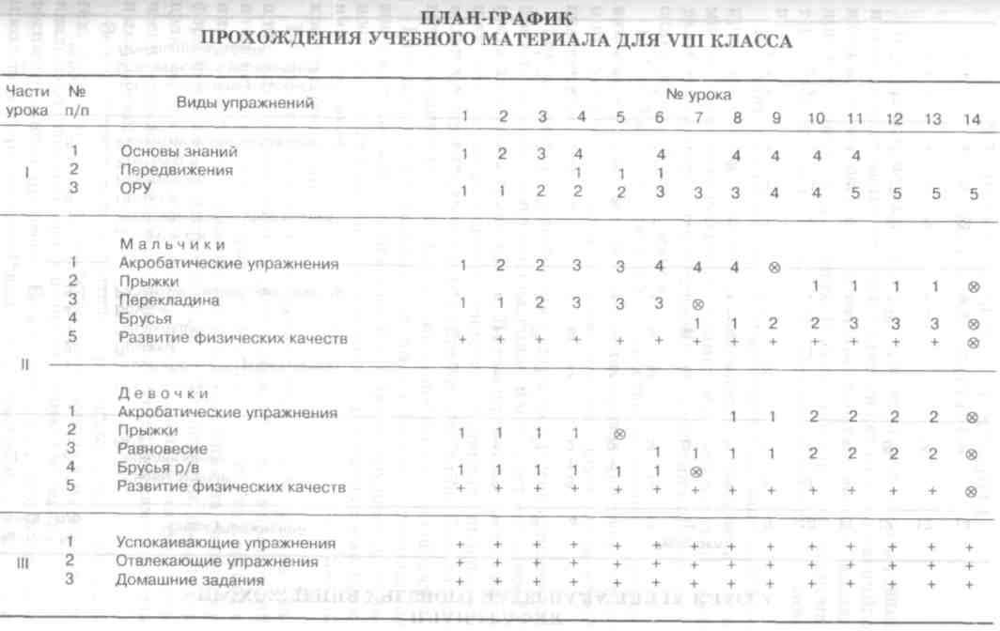 ПЛАН-ГРАФИК
ПРОХОЖДЕНИЯ УЧЕБНОГО МАТЕРИАЛА ДЛЯ VIII КЛАССА
Части урока № п/п Виды упражнений № урока
1 2 3 4 5 6 7 8 9 10 11 12 13 14
I
1 Основы знаний 1 2 3 4 4 4 4 4 4
2 Передвижения 1 1 1
3 ОРУ 1 1 2 2 2 3 3 3 4 4 5 5 5 5
II
Мальчики
1 Акробатические упражнения 1 2 2 3 3 4 4 4 ⊗
2 Прыжки 1 1 1 1 ⊗
3 Перекладина 1 1 2 3 3 3 ⊗
4 Брусья 1 1 2 2 3 3 3 ⊗
5 Развитие физических качеств + + + + + + + + + + + + + ⊗
Девочки
1 Акробатические упражнения 1 1 2 2 2 2 ⊗
2 Прыжки 1 1 1 1 ⊗
3 Равновесие 1 1 1 1 2 2 2 2 ⊗
4 Брусья р/в 1 1 1 1 1 1 ⊗
5 Развитие физических качеств + + + + + + + + + + + + + ⊗
III
1 Успокаивающие упражнения + + + + + + + + + + + + + +
2 Отвлекающие упражнения + + + + + + + + + + + + + +
3 Домашние задания + + + + + + + + + + + + + +